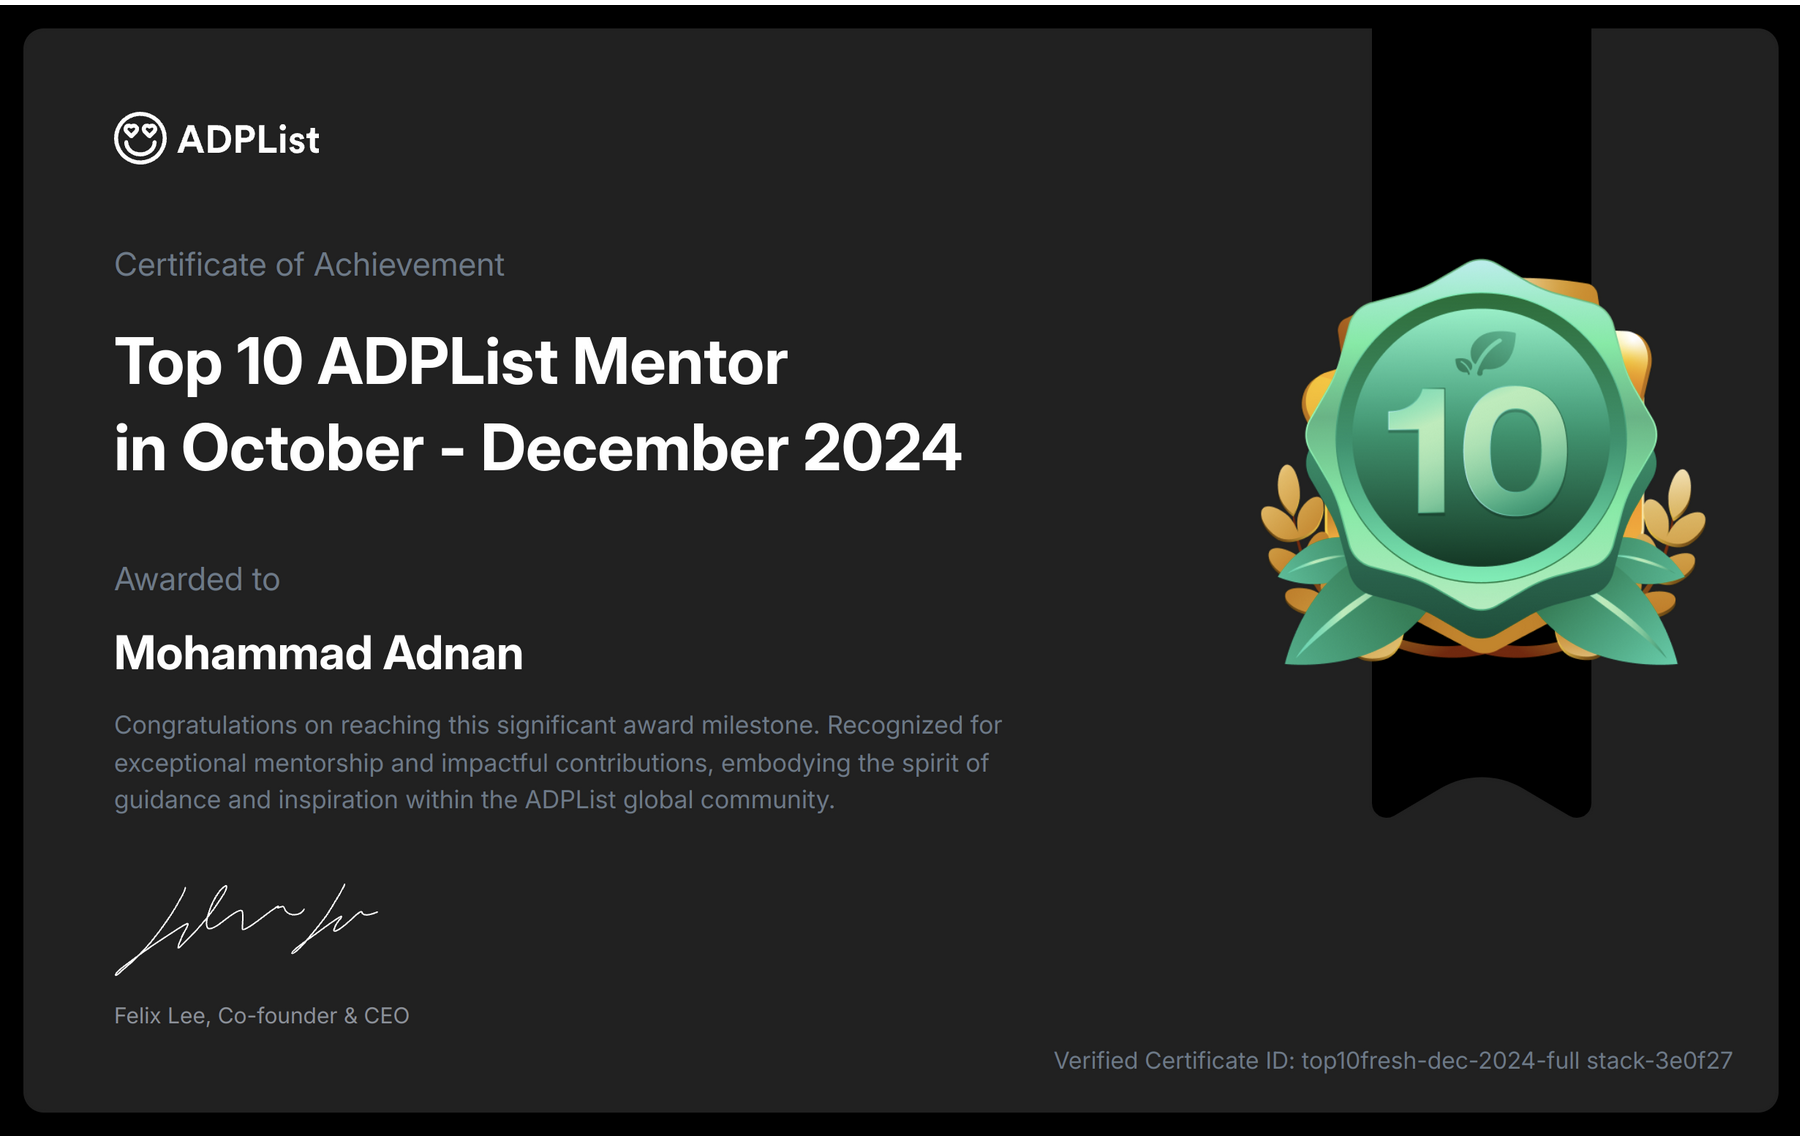 ADPList
Certificate of Achievement
Top 10 ADPList Mentor
in October - December 2024
10
Awarded to
Mohammad Adnan
Congratulations on reaching this significant award milestone. Recognized for
exceptional mentorship and impactful contributions, embodying the spirit of
guidance and inspiration within the ADPList global community.
Felix Lee, Co-founder & CEO
Verified Certificate ID: top10fresh-dec-2024-full stack-3e0f27